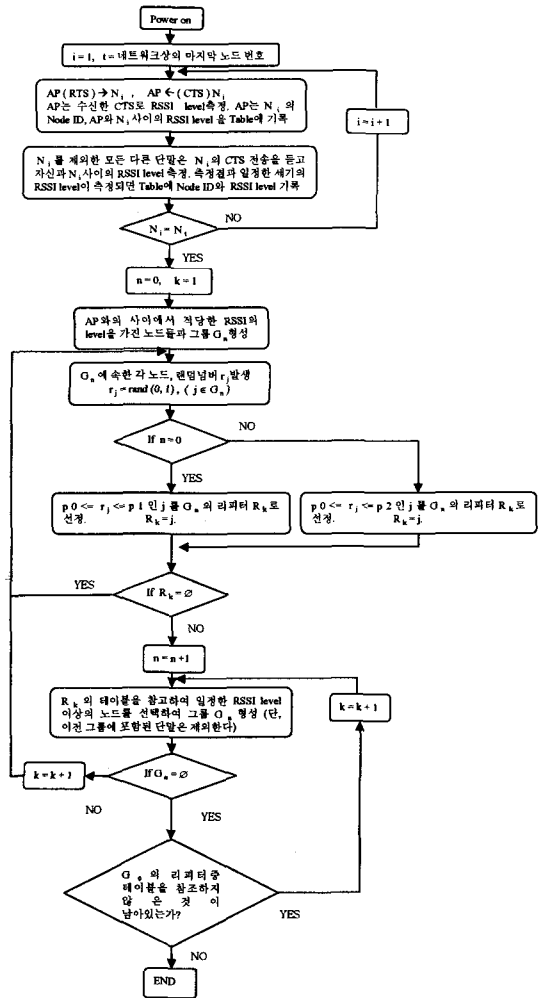 Power on
i = 1, t = 네트워크상의 마지막 노드 번호
AP (RTS) → N i , AP ← (CTS) N i
AP는 수신한 CTS로 RSSI level측정. AP는 N i 의
Node ID, AP와 N i 사이의 RSSI level 을 Table에 기록
i = i + 1
N i 를 제외한 모든 다른 단말은 N i 의 CTS 전송을 듣고
자신과 N i 사이의 RSSI level 측정. 측정결과 일정한 세기의
RSSI level이 측정되면 Table에 Node ID와 RSSI level 기록
N i = N t
NO
YES
n = 0, k = 1
AP 와의 사이에서 적당한 RSSI의
level을 가진 노드들과 그룹 G n 형성
G n 에 속한 각 노드, 랜덤넘버 r j 발생
r j = rand (0, 1), ( j ∈ G n )
If n = 0
NO
YES
p 0 <= r j <= p 1 인 j 를 G n 의 리피터 R k 로
선정. R k = j.
p 0 <= r j <= p 2 인 j 를 G n 의 리피터 R k 로
선정. R k = j.
YES
If R k = ∅
NO
n = n + 1
R k 의 테이블을 참고하여 일정한 RSSI level
이상의 노드를 선택하여 그룹 G n 형성 (단,
이전 그룹에 포함된 단말은 제외한다)
k = k + 1
k = k + 1
If G n = ∅
NO
YES
G 의 리피터중
테이블을 참조하지
않 은 것 이
남아있는가?
YES
NO
END